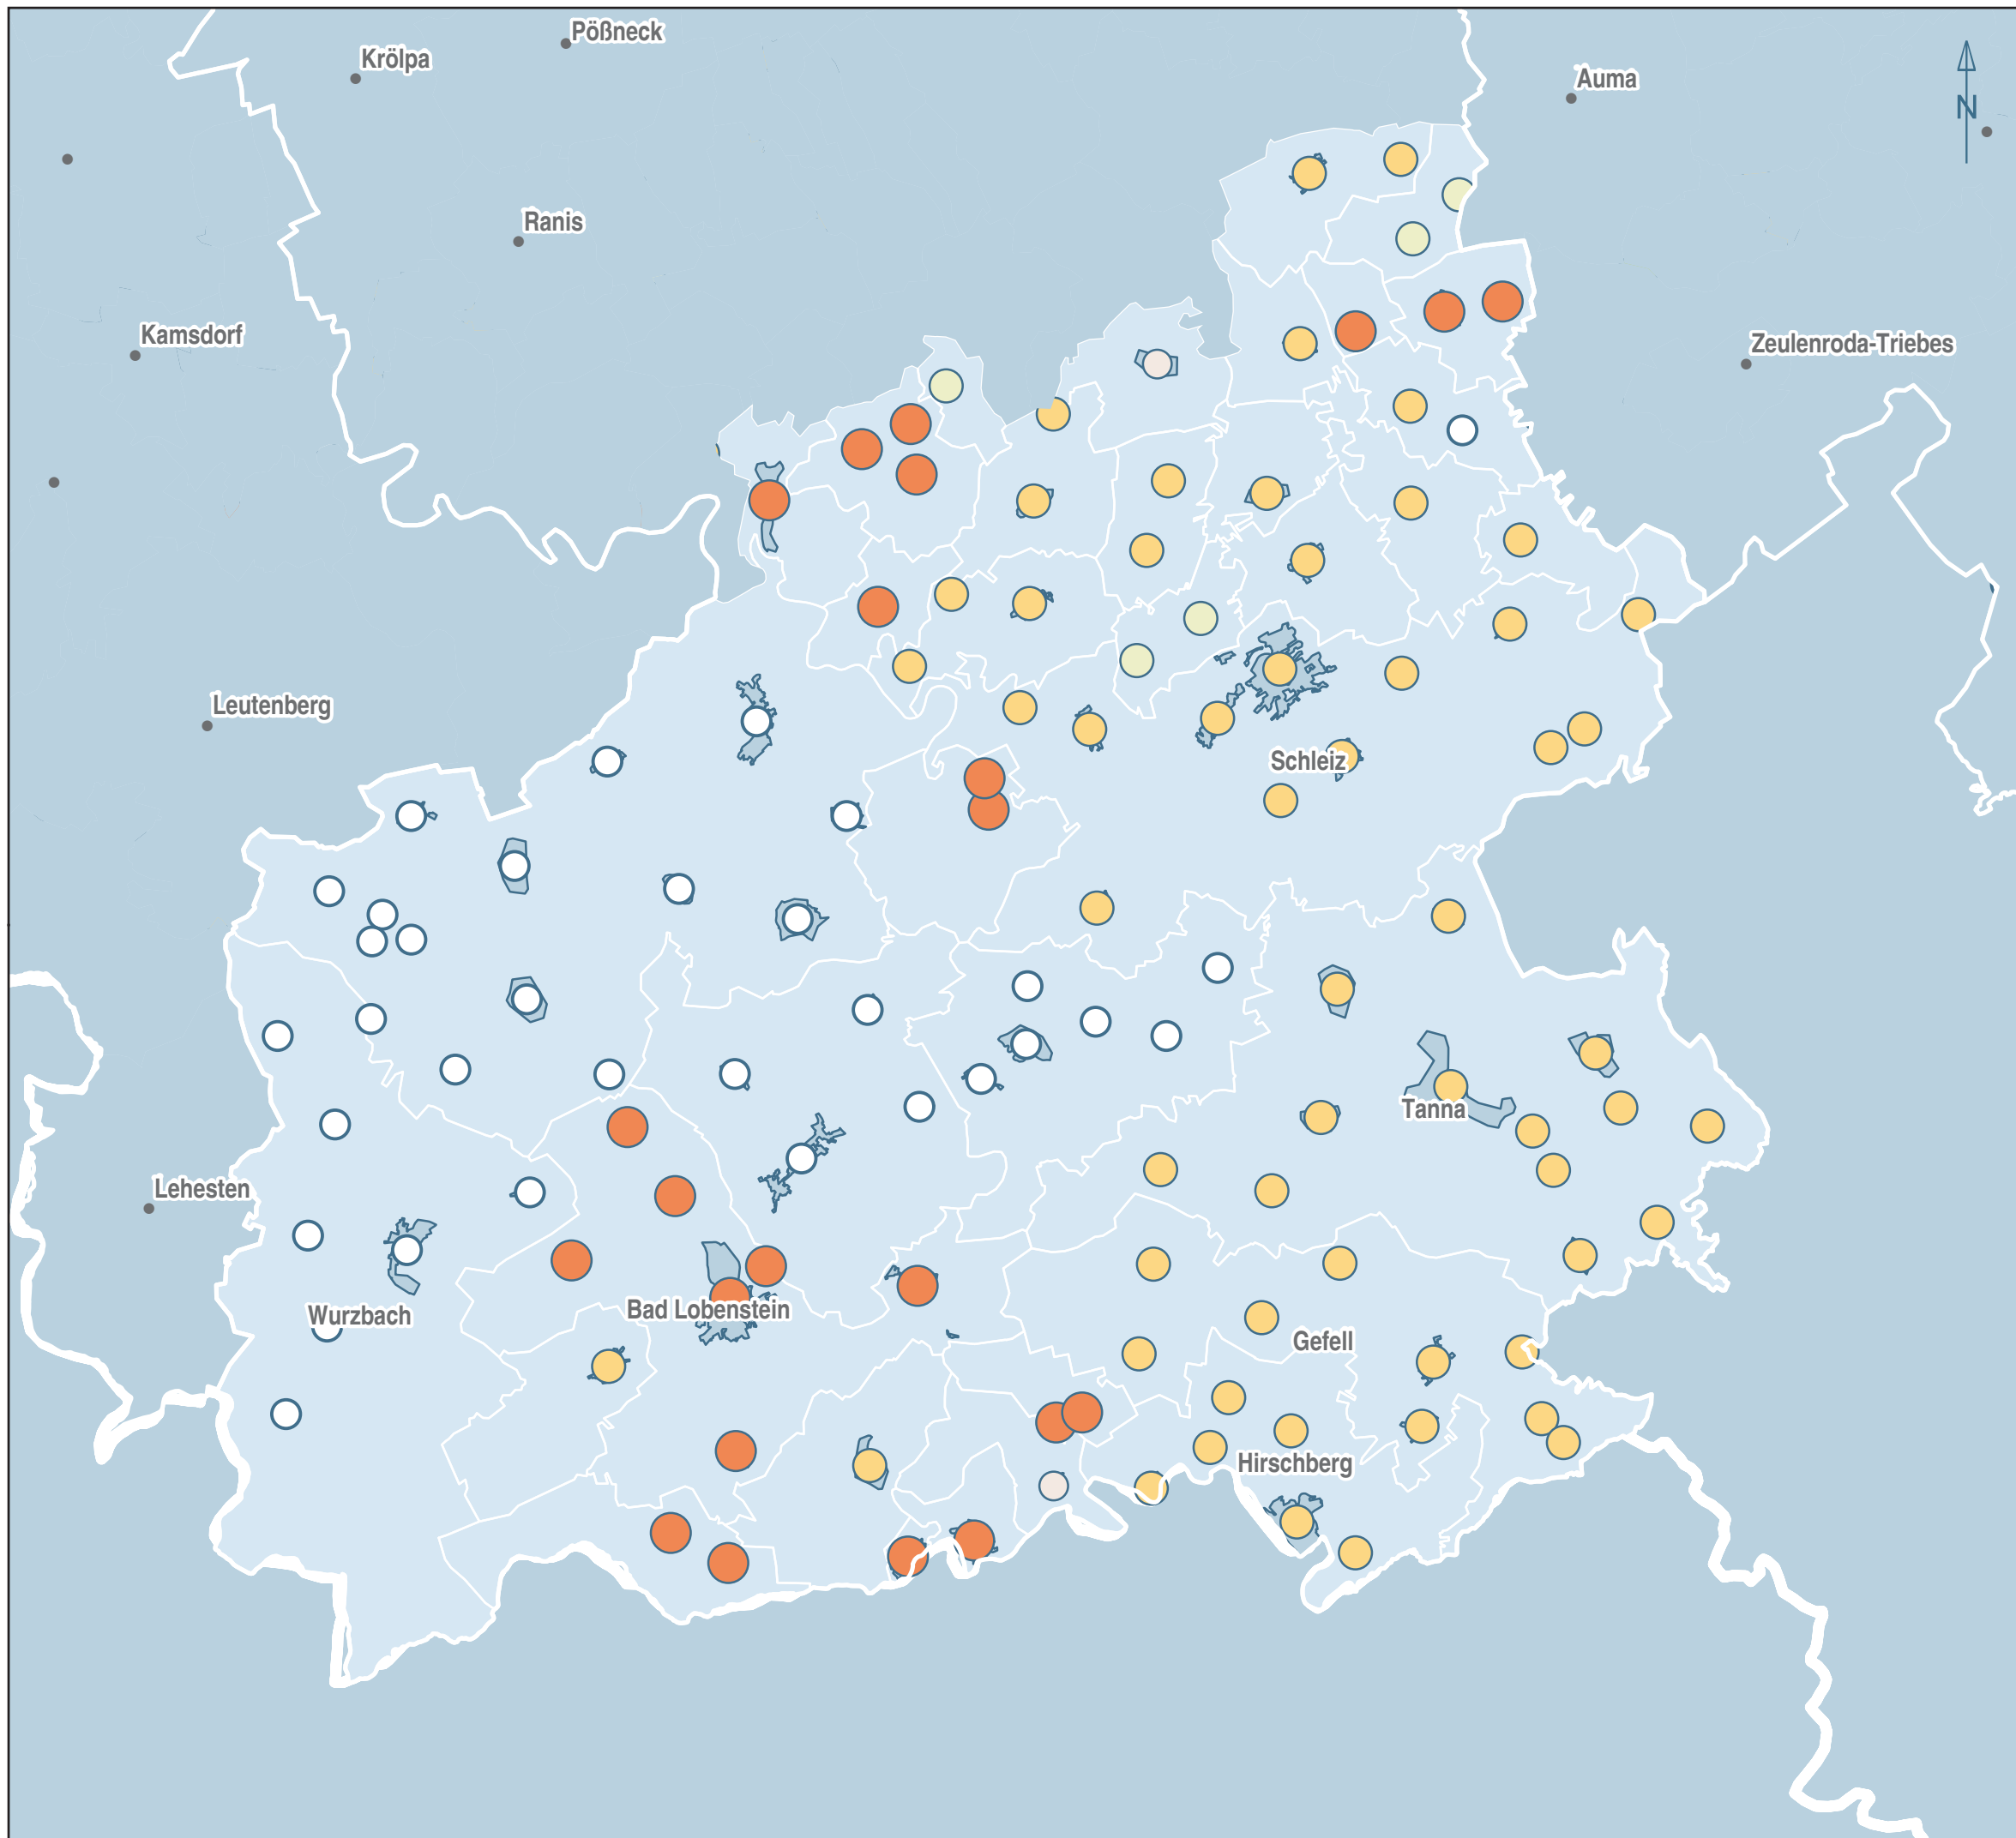 Pößneck
Krölpa
Auma
N
Ranis
Kamsdorf
Zeulenroda-Triebes
Leutenberg
Schleiz
Tanna
Lehesten
Wurzbach
Bad Lobenstein
Gefell
Hirschberg